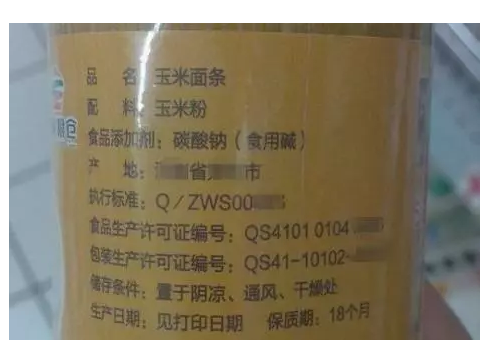 品 名：玉米面条
配 料：玉米粉
食品添加剂：碳酸钠（食用碱）
产 地：省市
执行标准：Q/ZWS00
食品生产许可证编号：QS4101 0104
包装生产许可证编号：QS41-10102-
储存条件：置于阴凉、通风、干燥处
生产日期：见打印日期 保质期：18个月